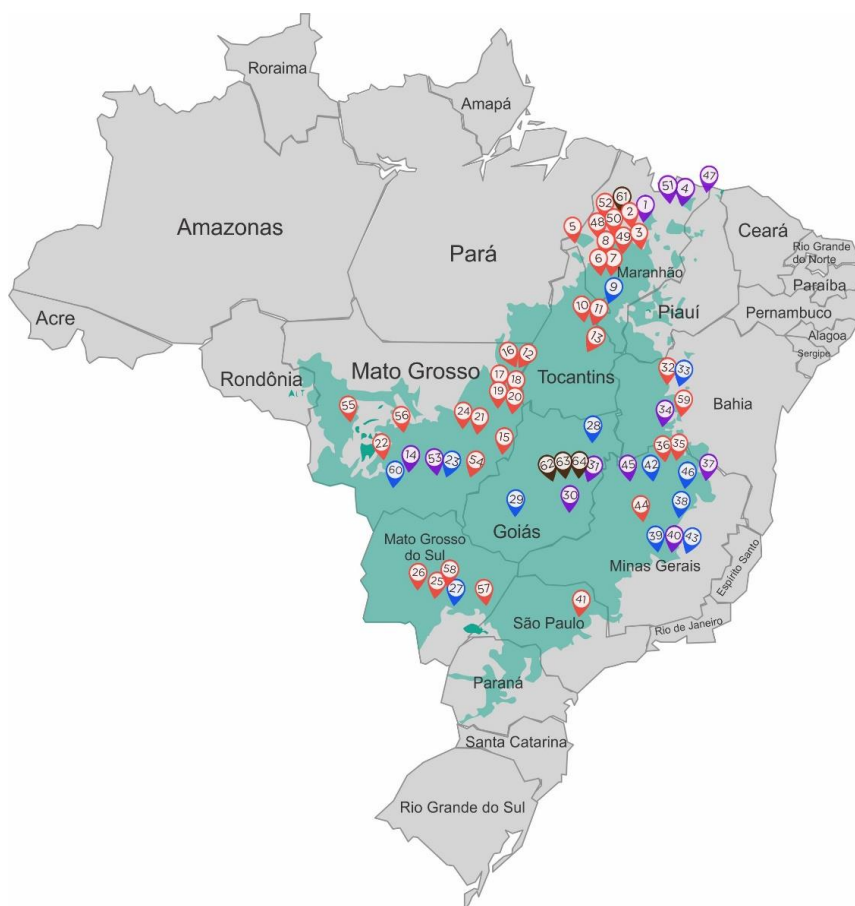 Roraima
Amapá
47
51
4
61
52
1
2
50
48
5
3
49
8
Ceará
Amazonas
Rio Grande
do Norte
Pará
6
7
Maranhão
Paraíba
9
Piauí
Pernambuco
10
11
Acre
Alagoa
13
Sergipe
16
12
Mato Grosso
32
33
Rondônia
17
18
Tocantins
19
20
59
Bahia
55
34
56
24
21
28
15
22
36
35
14
53
23
54
62
63
64
31
45
42
37
60
46
30
29
38
44
Goiás
39
40
43
Mato Grosso
do Sul
Minas Gerais
Espírito Santo
58
26
25
27
57
41
São Paulo
Rio de Janeiro
Paraná
Santa Catarina
Rio Grande do Sul